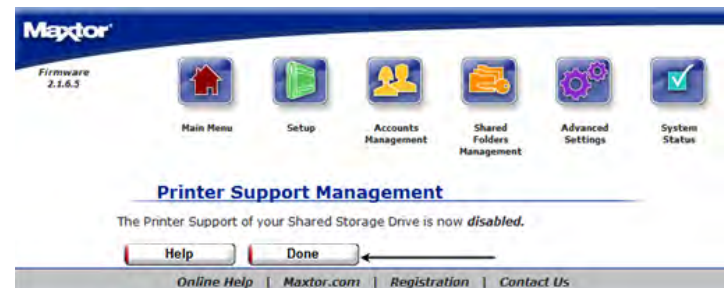 Maxtor
Firmware
2.1.6.5
Main Menu
Setup
Accounts
Management
Shared
Folders
Management
Advanced
Settings
System
Status
Printer Support Management
The Printer Support of your Shared Storage Drive is now disabled.
Help
Done
Online Help | Maxtor.com | Registration | Contact Us